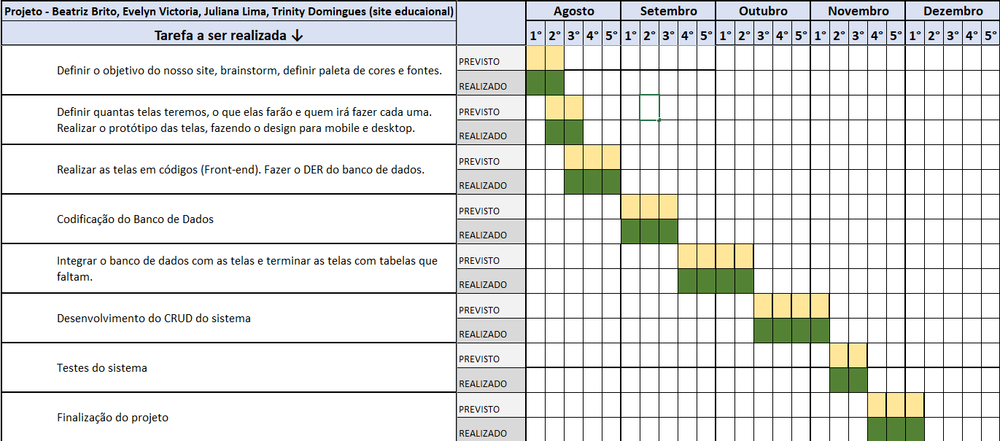 Projeto - Beatriz Brito, Evelyn Victoria, Juliana Lima, Trinity Domingues (site educaional)
Agosto Setembro Outubro Novembro Dezembro
Tarefa a ser realizada ↓
1° 2° 3° 4° 5° 1° 2° 3° 4° 5° 1° 2° 3° 4° 5° 1° 2° 3° 4° 5° 1° 2° 3° 4° 5°
Definir o objetivo do nosso site, brainstorm, definir paleta de cores e fontes.
PREVISTO
REALIZADO
Definir quantas telas teremos, o que elas farão e quem irá fazer cada uma.
Realizar o protótipo das telas, fazendo o design para mobile e desktop.
PREVISTO
REALIZADO
Realizar as telas em códigos (Front-end). Fazer o DER do banco de dados.
PREVISTO
REALIZADO
Codificação do Banco de Dados
PREVISTO
REALIZADO
Integrar o banco de dados com as telas e terminar as telas com tabelas que
faltam.
PREVISTO
REALIZADO
Desenvolvimento do CRUD do sistema
PREVISTO
REALIZADO
Testes do sistema
PREVISTO
REALIZADO
Finalização do projeto
PREVISTO
REALIZADO